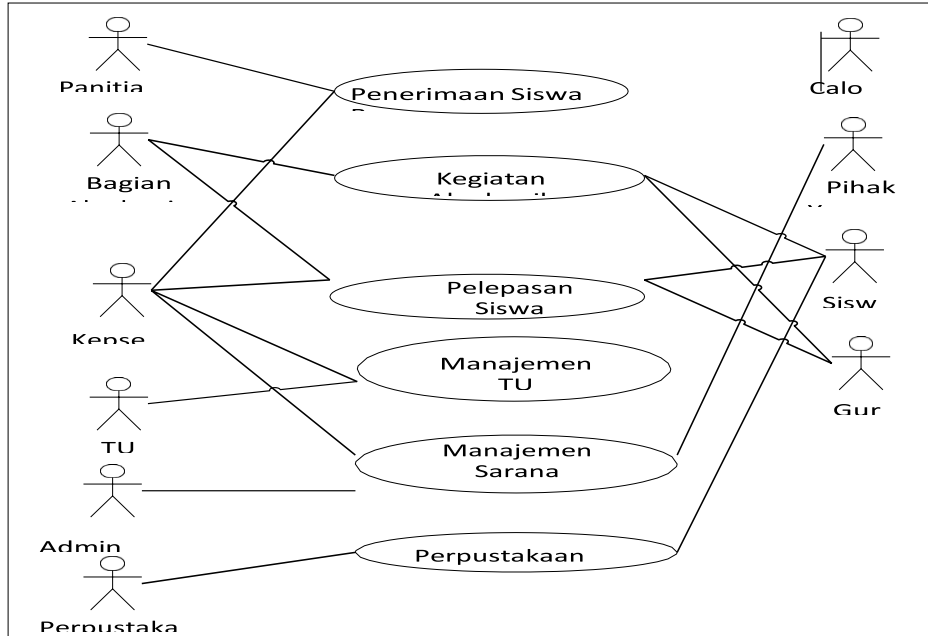 Panitia
Penerimaan Siswa
Calo
Bagian
Kegiatan
Pihak
Pelepasan
Siswa
Sisw
Kepse
Manajemen
TU
Gur
TU
Manajemen
Sarana
Admin
Perpustakaan
Perpustaka